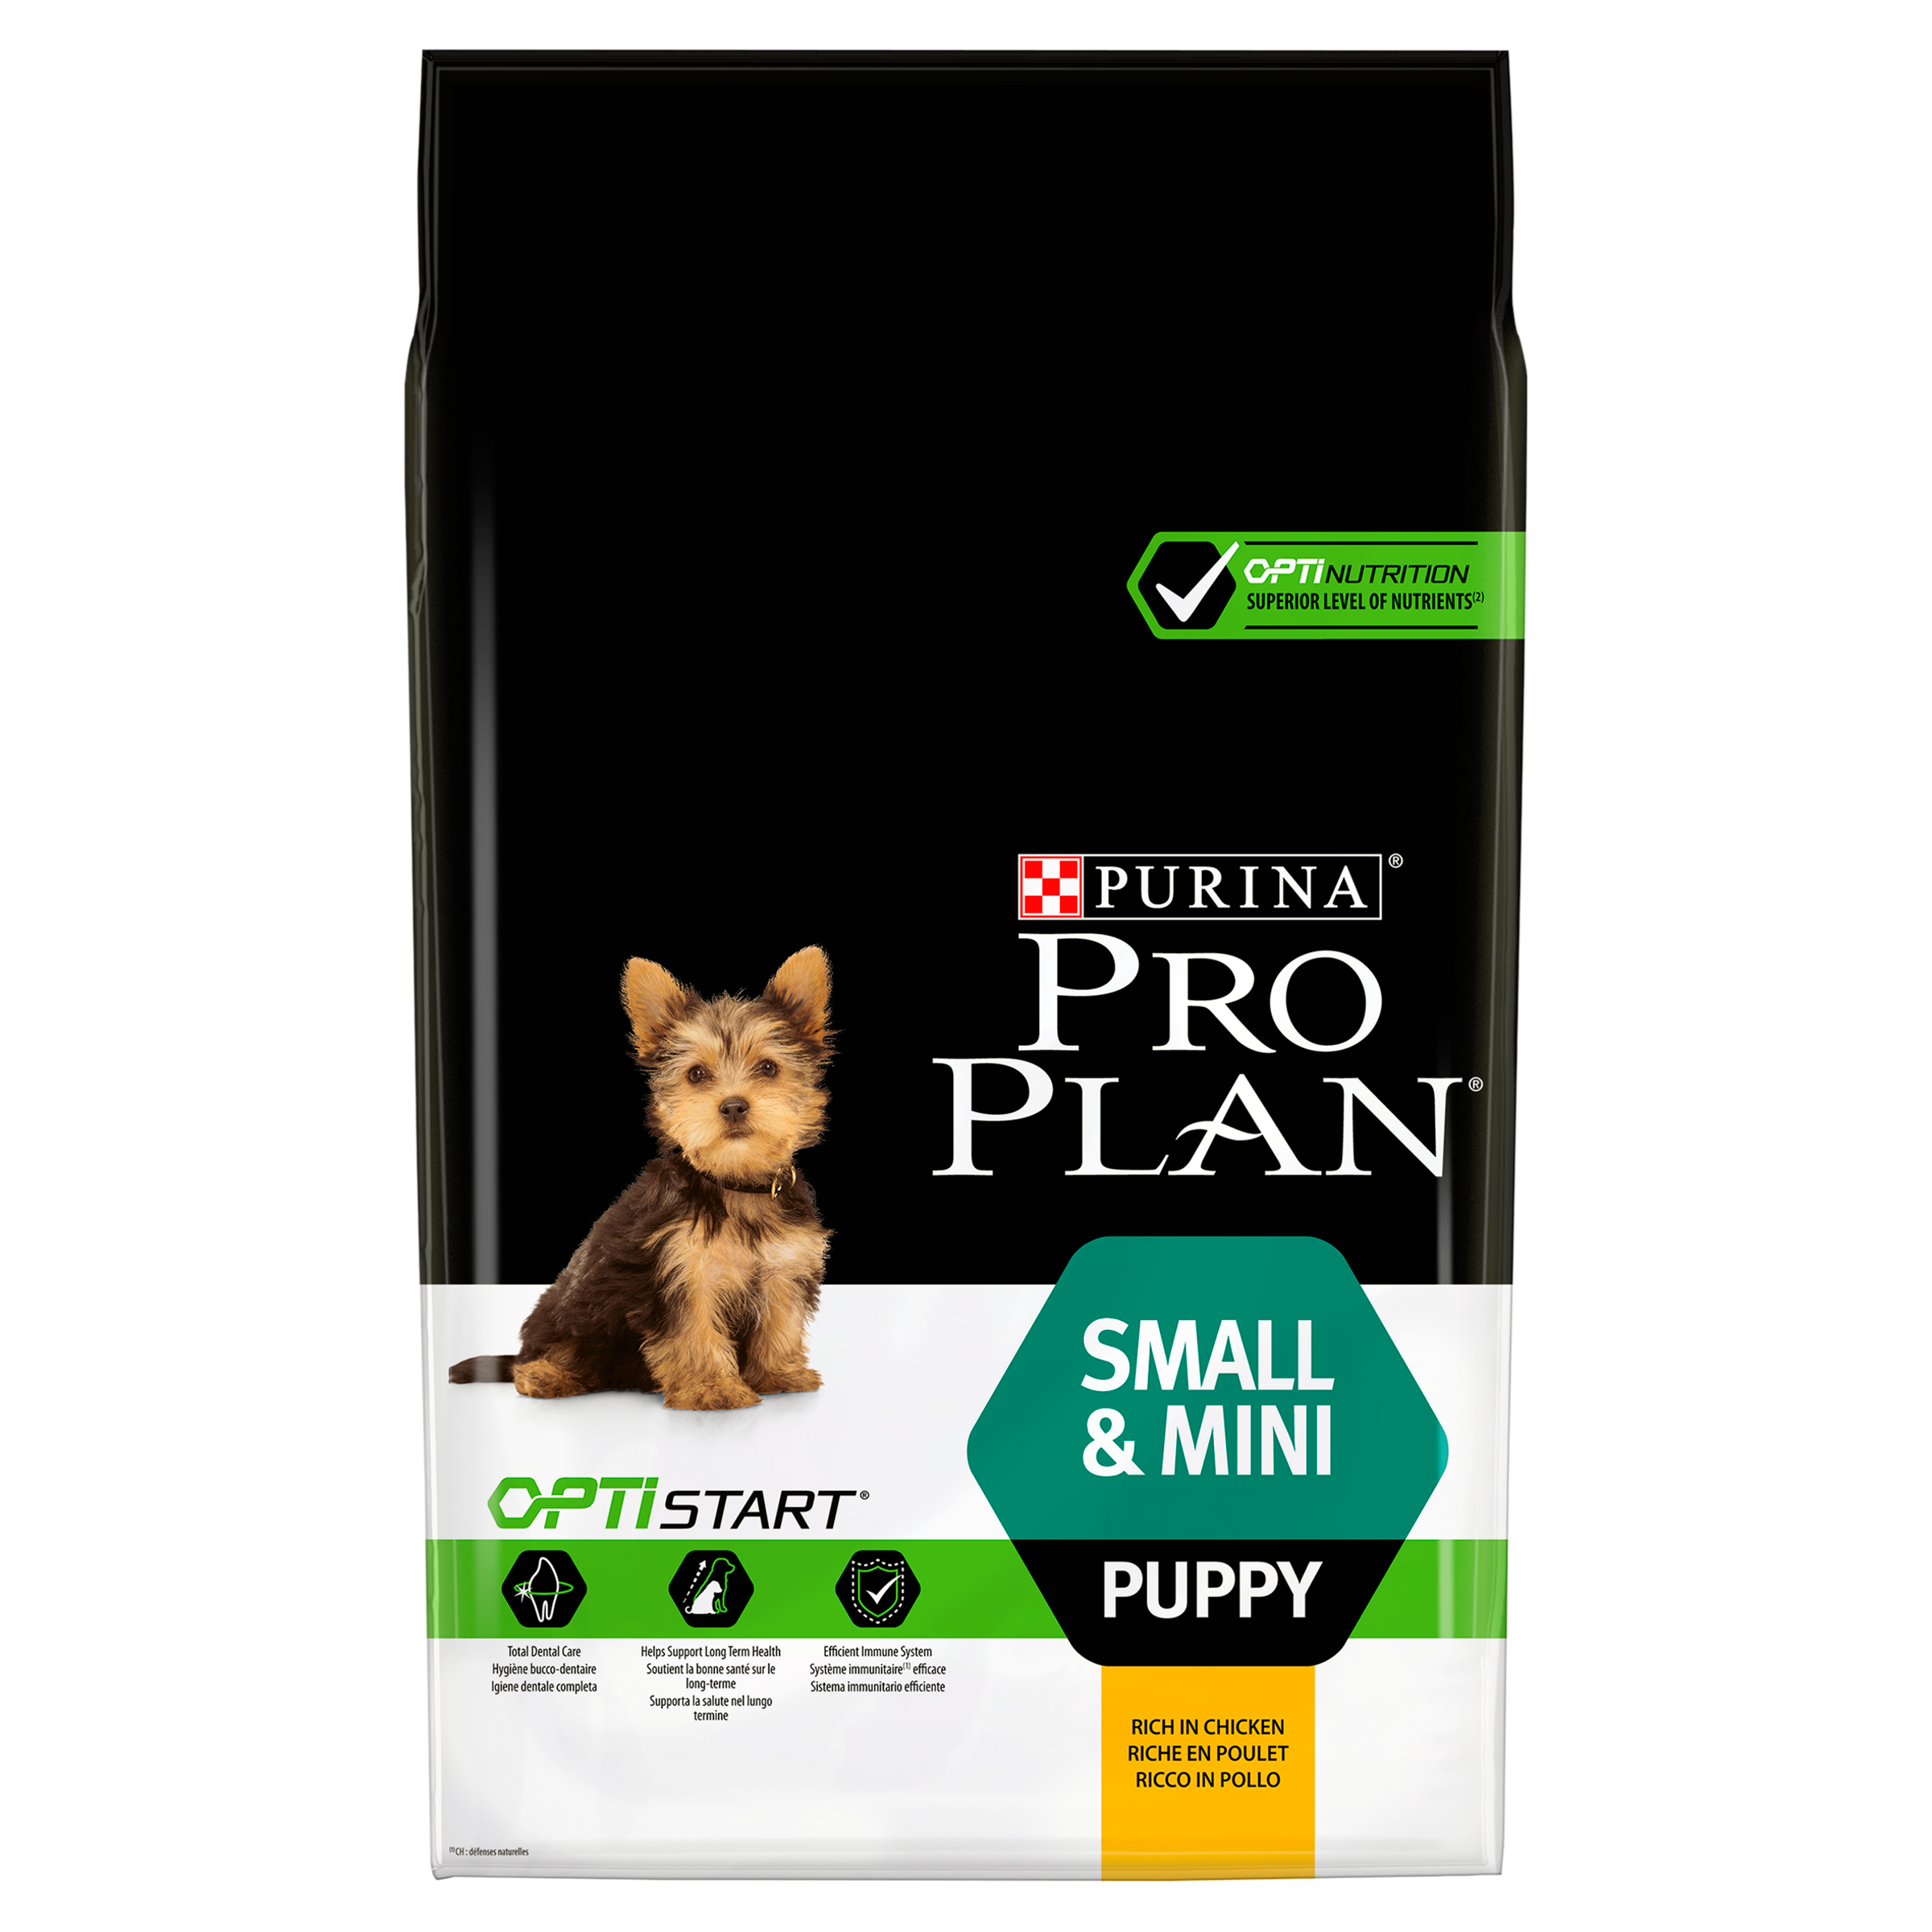 OPTINUTRITION
SUPERIOR LEVEL OF NUTRIENTS(2)
PURINA®
PRO
PLAN®
SMALL
& MINI
PUPPY
OPTISTART®
Total Dental Care
Hygiène bucco-dentaire
Igiene dentale completa
Helps Support Long Term Health
Soutient la bonne santé sur le
long-terme
Supporta la salute nel lungo
termine
Efficient Immune System
Système immunitaire(1) efficace
Sistema immunitario efficiente
RICH IN CHICKEN
RICHE EN POULET
RICCO IN POLLO
(1)CH : défenses naturelles